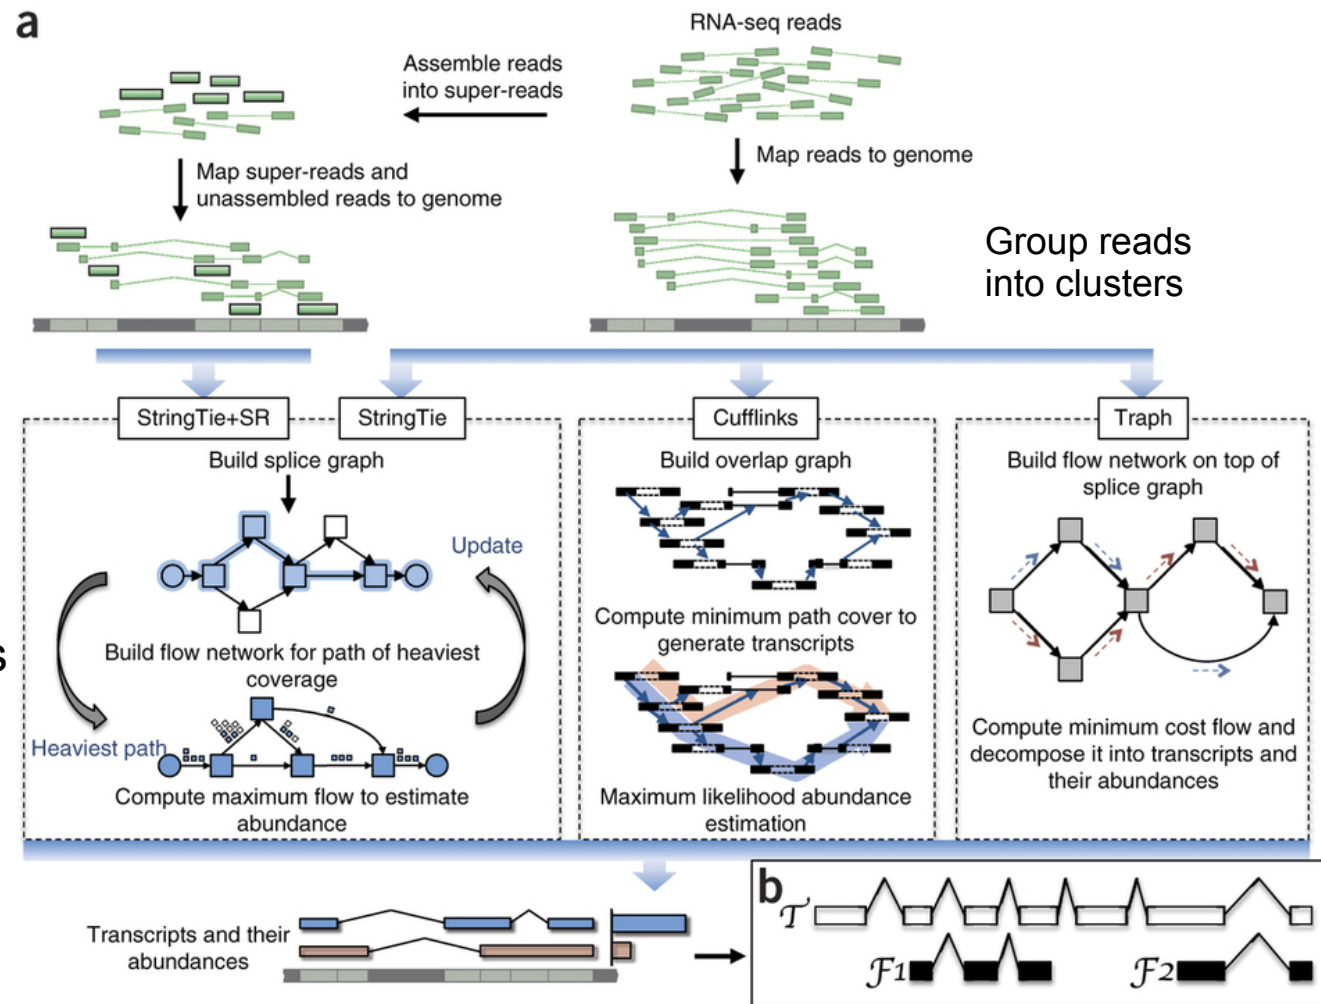 a
RNA-seq reads
Assemble reads
into super-reads
Map super-reads and
unassembled reads to genome
Map reads to genome
Group reads
into clusters
StringTie+SR
StringTie
Cufflinks
Traph
Build splice graph
Update
s
Build flow network for path of heaviest
coverage
Heaviest path
Compute maximum flow to estimate
abundance
Build overlap graph
Compute minimum path cover to
generate transcripts
Maximum likelihood abundance
estimation
Build flow network on top of
splice graph
Compute minimum cost flow and
decompose it into transcripts and
their abundances
Transcripts and their
abundances
b
T
F1
F2